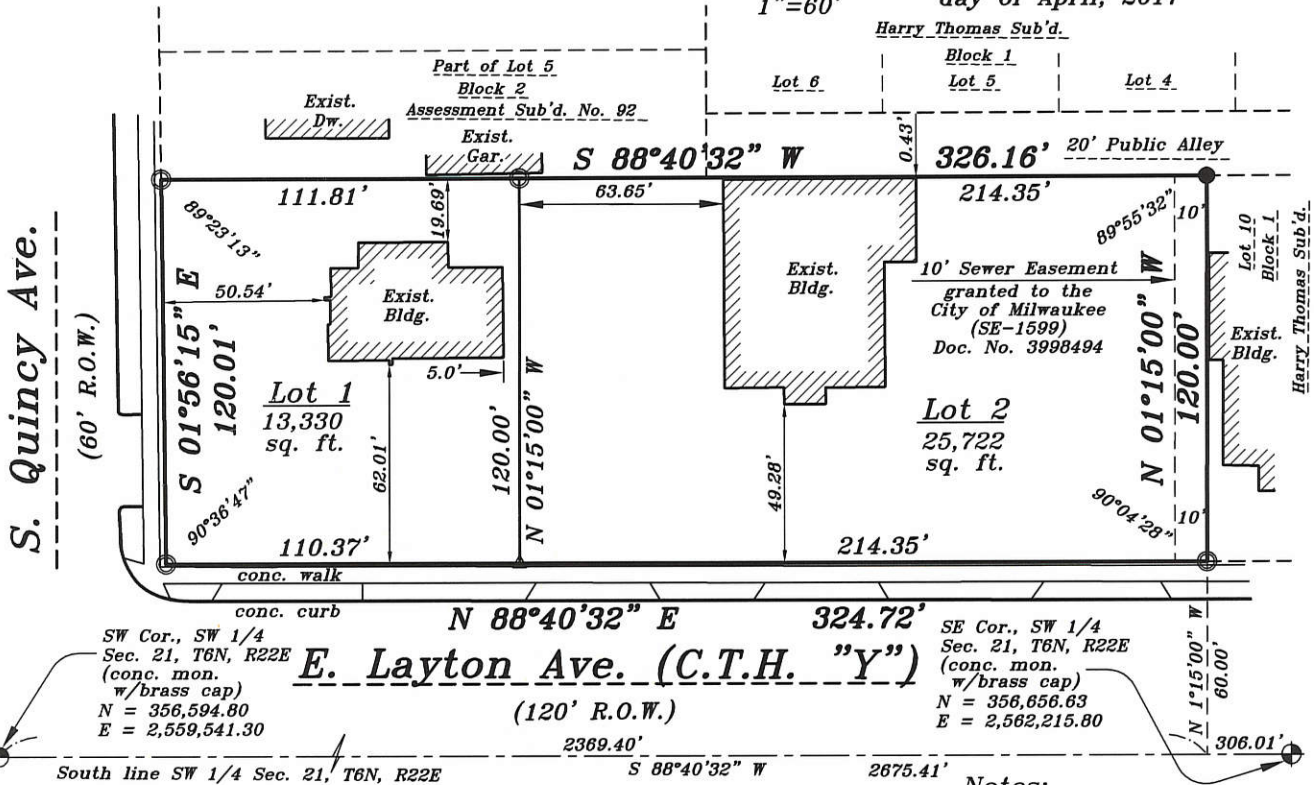 1"=60'
day of April, 2017
Harry Thomas Sub'd.
Block 1
Lot 6
Lot 5
Lot 4
Part of Lot 5
Block 2
Assessment Sub'd. No. 92
Exist.
Dw.
Exist.
Gar.
S 88°40'32" W
326.16'
0.43'
20' Public Alley
111.81'
63.65'
214.35'
19.69'
89°23'13"
89°55'32"
10'
Lot 10
Block 1
Harry Thomas Sub'd.
S. Quincy Ave.
(60' R.O.W.)
S 01°56'15" E
120.01'
50.54'
Exist.
Bldg.
5.0'
Exist.
Bldg.
10' Sewer Easement
granted to the
City of Milwaukee
(SE-1599)
Doc. No. 3998494
N 01°15'00" W
120.00'
Exist.
Bldg.
Lot 1
13,330
sq. ft.
62.01'
120.00'
N 01°15'00" W
49.28'
Lot 2
25,722
sq. ft.
90°36'47"
90°04'28"
10'
110.37'
214.35'
conc. walk
conc. curb
N 88°40'32" E
324.72'
SW Cor., SW 1/4
Sec. 21, T6N, R22E
(conc. mon.
w/brass cap)
N = 356,594.80
E = 2,559,541.30
E. Layton Ave. (C.T.H. "Y")
(120' R.O.W.)
SE Cor., SW 1/4
Sec. 21, T6N, R22E
(conc. mon.
w/brass cap)
N = 356,656.63
E = 2,562,215.80
N 1°15'00" W
60.00'
2369.40'
306.01'
South line SW 1/4 Sec. 21, T6N, R22E
S 88°40'32" W
2675.41'
Notes: